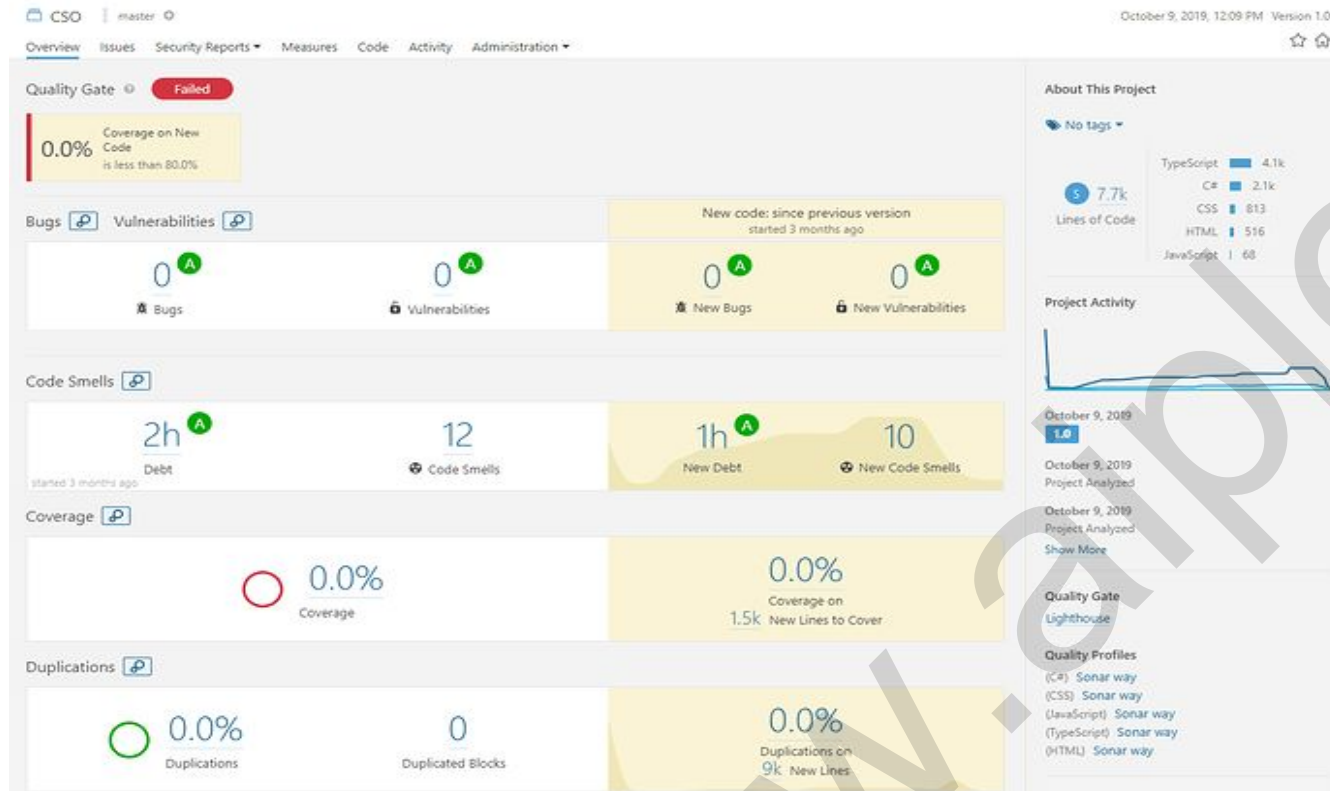 CSO master
October 9, 2019, 12:09 PM Version 1.0
Overview Issues Security Reports Measures Code Activity Administration
Quality Gate Failed
0.0% Coverage on New
Code
is less than 80.0%
Bugs Vulnerabilities
New code: since previous version
started 3 months ago
0 A
Bugs
0 A
Vulnerabilities
0 A
New Bugs
0 A
New Vulnerabilities
Code Smells
2h A
Debt
started 3 months ago
12
Code Smells
1h A
New Debt
10
New Code Smells
Coverage
0.0%
Coverage
0.0%
Coverage on
1.5k New Lines to Cover
Duplications
0.0%
Duplications
0
Duplicated Blocks
0.0%
Duplications on
9k New Lines
About This Project
No tags
S 7.7k
Lines of Code
TypeScript 4.1k
C# 2.1k
CSS 813
HTML 516
JavaScript 68
Project Activity
October 9, 2019
1.0
October 9, 2019
Project Analyzed
October 9, 2019
Project Analyzed
Show More
Quality Gate
Lighthouse
Quality Profiles
(C#) Sonar way
(CSS) Sonar way
(JavaScript) Sonar way
(TypeScript) Sonar way
(HTML) Sonar way
www.aipl